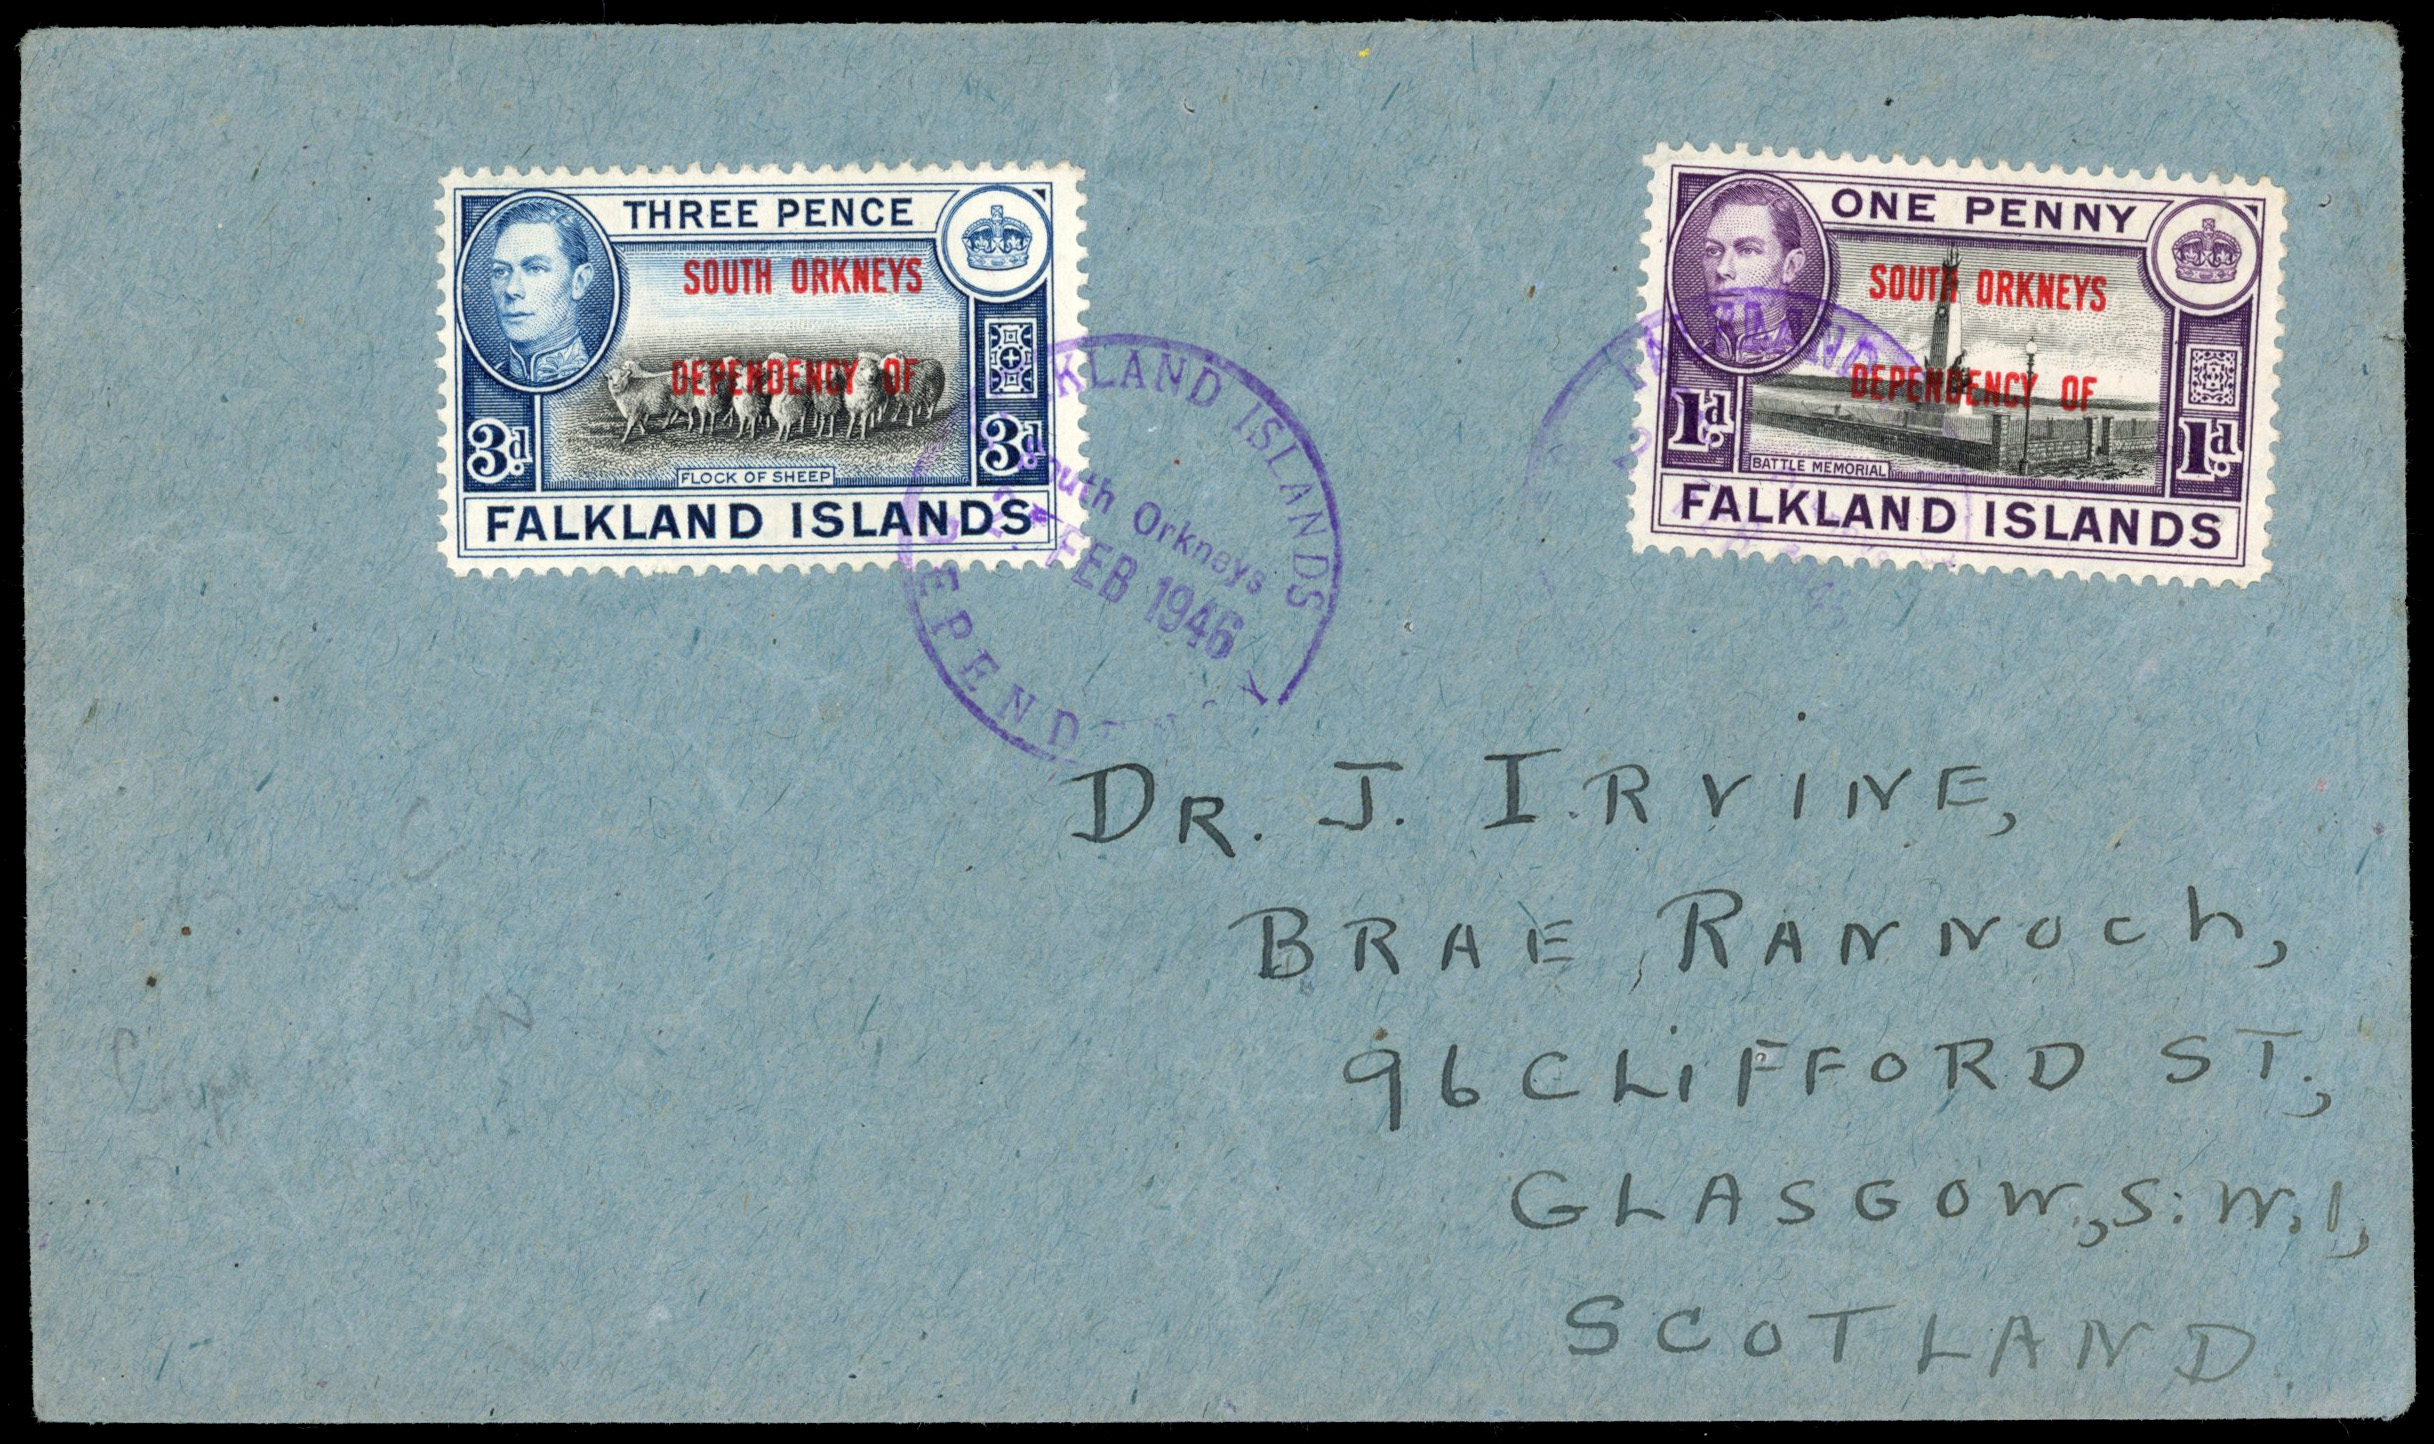 THREE PENCE
SOUTH ORKNEYS
DEPENDENCY OF
3d 3d
FLOCK OF SHEEP
FALKLAND ISLANDS
ONE PENNY
SOUTH ORKNEYS
DEPENDENCY OF
1d 1d
BATTLE MEMORIAL
FALKLAND ISLANDS
FALKLAND ISLANDS
South Orkneys
FEB 1946
DEPENDENCY
FALKLAND
DR. J. IRVINE,
BRAE RANNOCH,
96 CLIFFORD ST.,
GLASGOW, S.W.1,
SCOTLAND